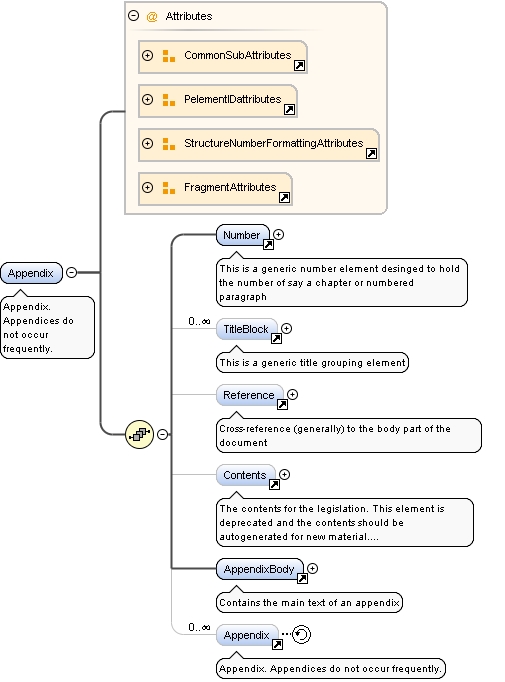 @ Attributes
CommonSubAttributes
PelementIDattributes
StructureNumberFormattingAttributes
FragmentAttributes
Appendix
Appendix.
Appendices do
not occur
frequently.
Number
This is a generic number element desinged to hold
the number of say a chapter or numbered
paragraph
0..∞
TitleBlock
This is a generic title grouping element
Reference
Cross-reference (generally) to the body part of the
document
Contents
The contents for the legislation. This element is
deprecated and the contents should be
autogenerated for new material....
AppendixBody
Contains the main text of an appendix
0..∞
Appendix
Appendix. Appendices do not occur frequently.